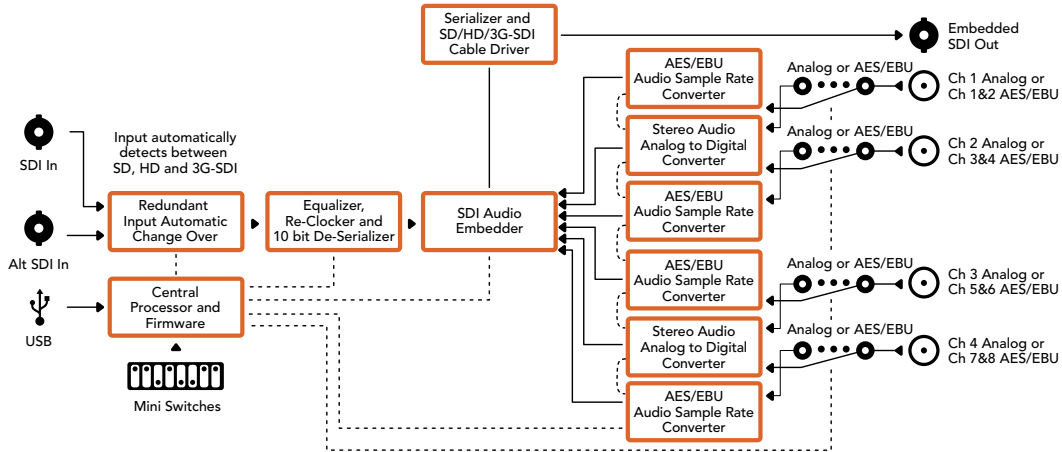 Serializer and
SD/HD/3G-SDI
Cable Driver
Embedded
SDI Out
AES/EBU
Audio Sample Rate
Converter
Analog or AES/EBU
Ch 1 Analog or
Ch 1&2 AES/EBU
Stereo Audio
Analog to Digital
Converter
Analog or AES/EBU
Ch 2 Analog or
Ch 3&4 AES/EBU
AES/EBU
Audio Sample Rate
Converter
SDI In
Input automatically
detects between
SD, HD and 3G-SDI
Redundant
Input Automatic
Change Over
Equalizer,
Re-Clocker and
10 bit De-Serializer
SDI Audio
Embedder
Alt SDI In
AES/EBU
Audio Sample Rate
Converter
Analog or AES/EBU
Ch 3 Analog or
Ch 5&6 AES/EBU
USB
Central
Processor and
Firmware
Stereo Audio
Analog to Digital
Converter
Analog or AES/EBU
Ch 4 Analog or
Ch 7&8 AES/EBU
Mini Switches
AES/EBU
Audio Sample Rate
Converter